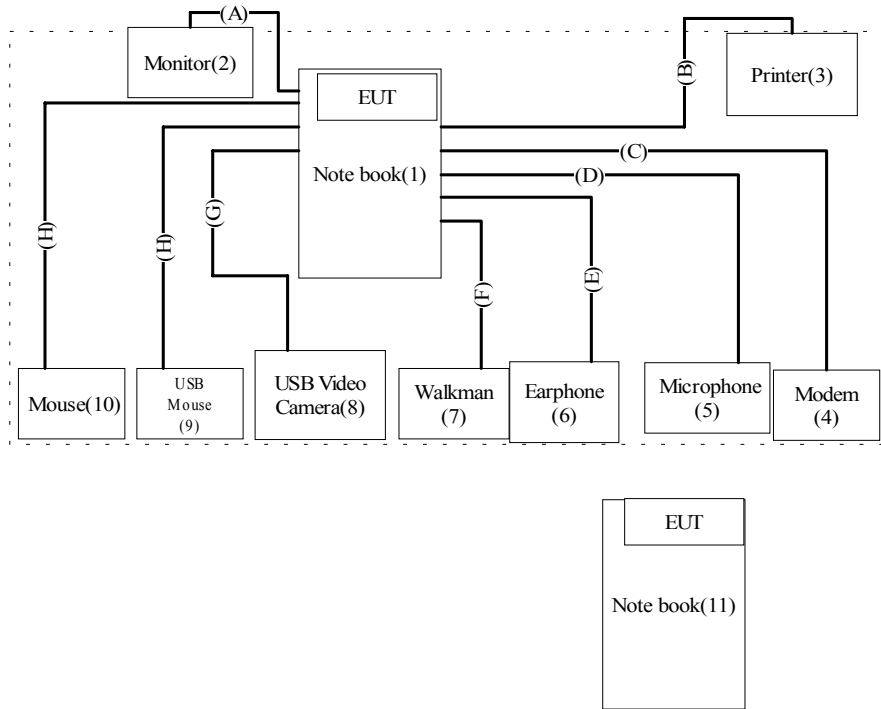 (A)
Monitor(2)
(B)
Printer(3)
EUT
Note book(1)
(C)
(D)
(G)
(H)
(H)
(F)
(E)
Mouse(10)
USB
Mouse
(9)
USB Video
Camera(8)
Walkman
(7)
Earphone
(6)
Microphone
(5)
Modem
(4)
EUT
Note book(11)